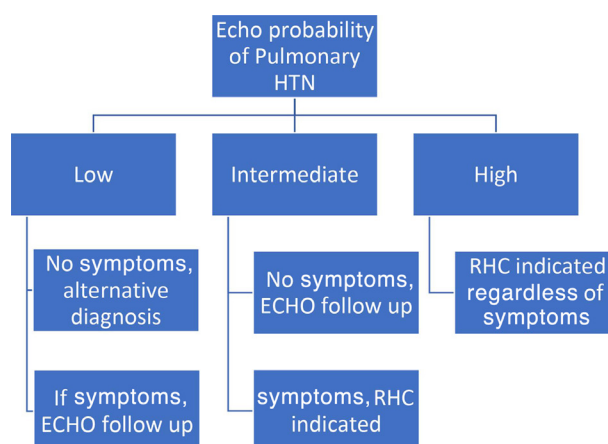 Echo probability
of Pulmonary
HTN
Low
Intermediate
High
No symptoms,
alternative
diagnosis
No symptoms,
ECHO follow up
RHC indicated
regardless of
symptoms
If symptoms,
ECHO follow up
symptoms, RHC
indicated